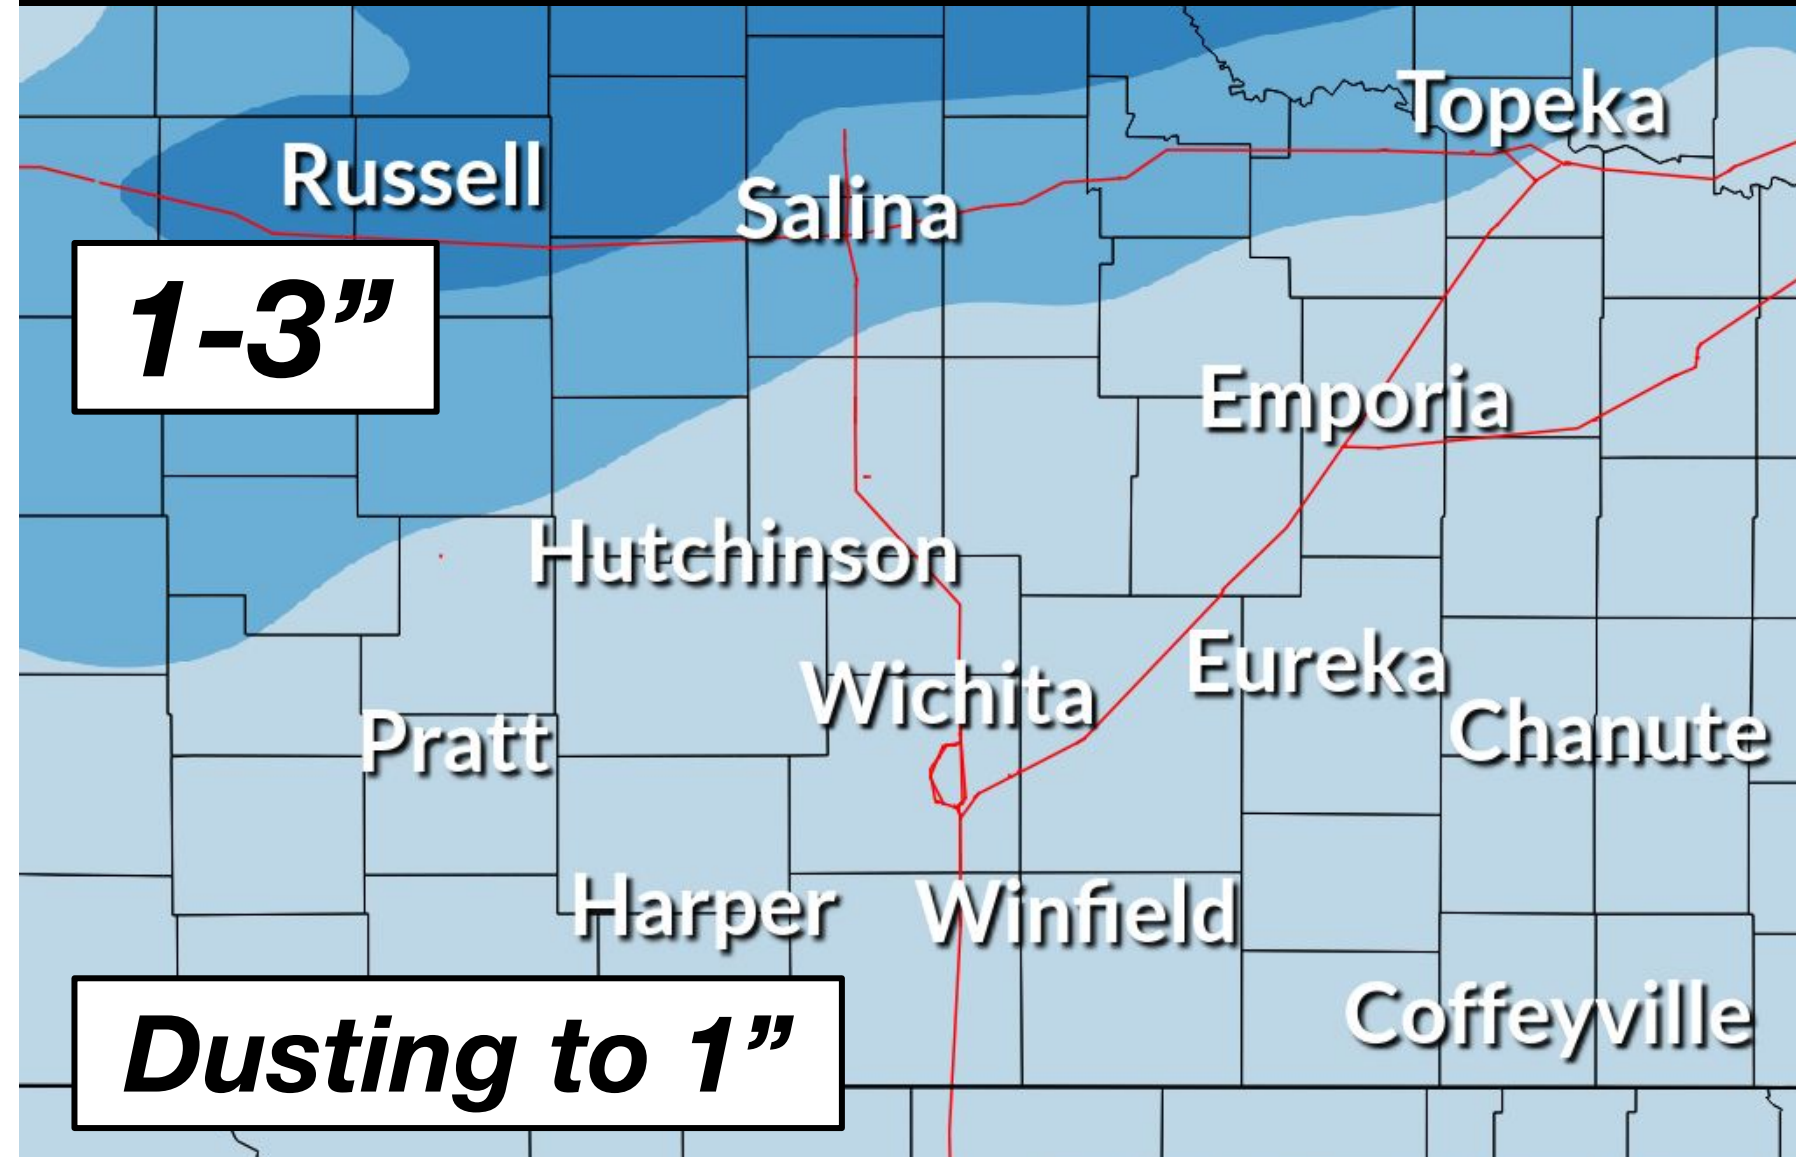 Topeka
Russell
Salina
1-3”
Emporia
Hutchinson
Eureka
Wichita
Chanute
Pratt
Harper
Winfield
Coffeyville
Dusting to 1”